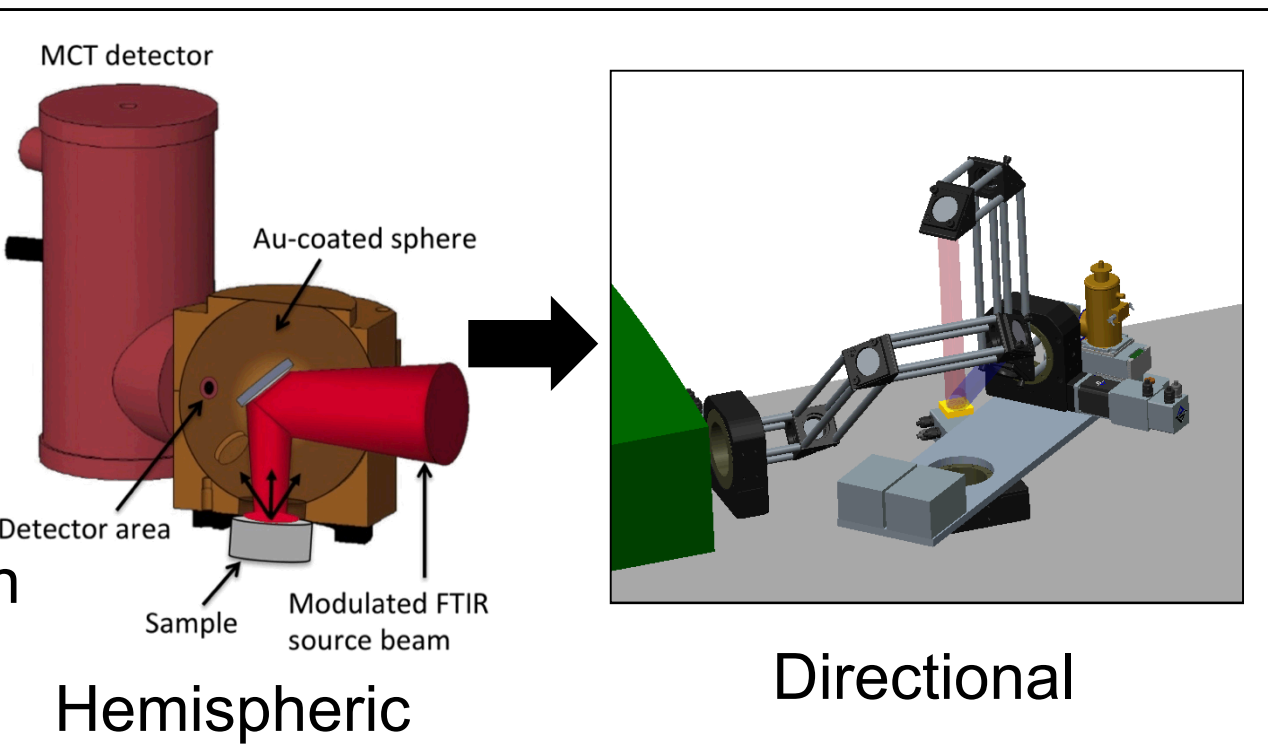 MCT detector
Au-coated sphere
Detector area
n
Sample
Modulated FTIR
source beam
Hemispheric
Directional